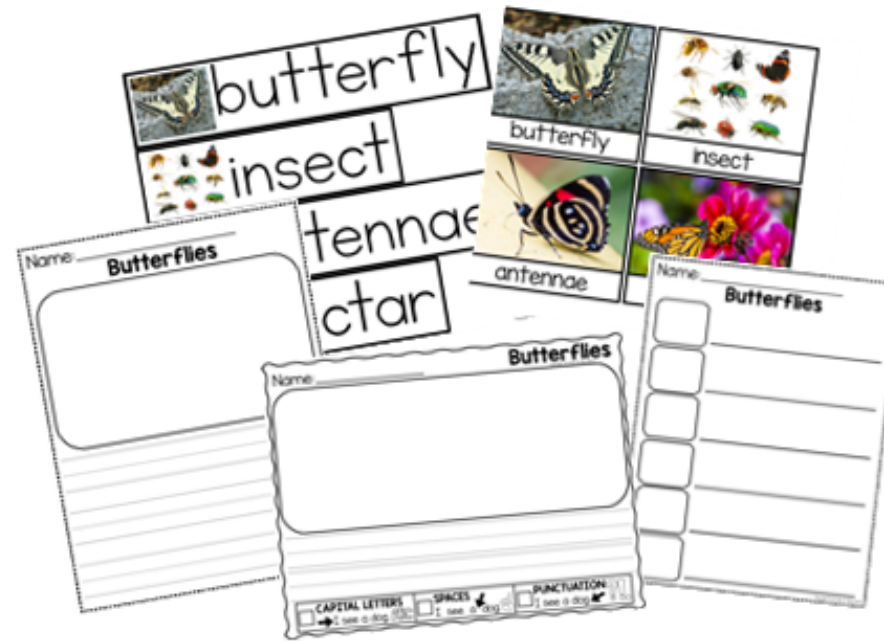 butterfly
insect
tennae
ctar
butterfly
insect
antennae
Name:
Butterflies
Name:
Butterflies
Butterflies
Name:
CAPITAL LETTERS
I see a dog
SPACES
I see a dog
PUNCTUATION
I see a dog